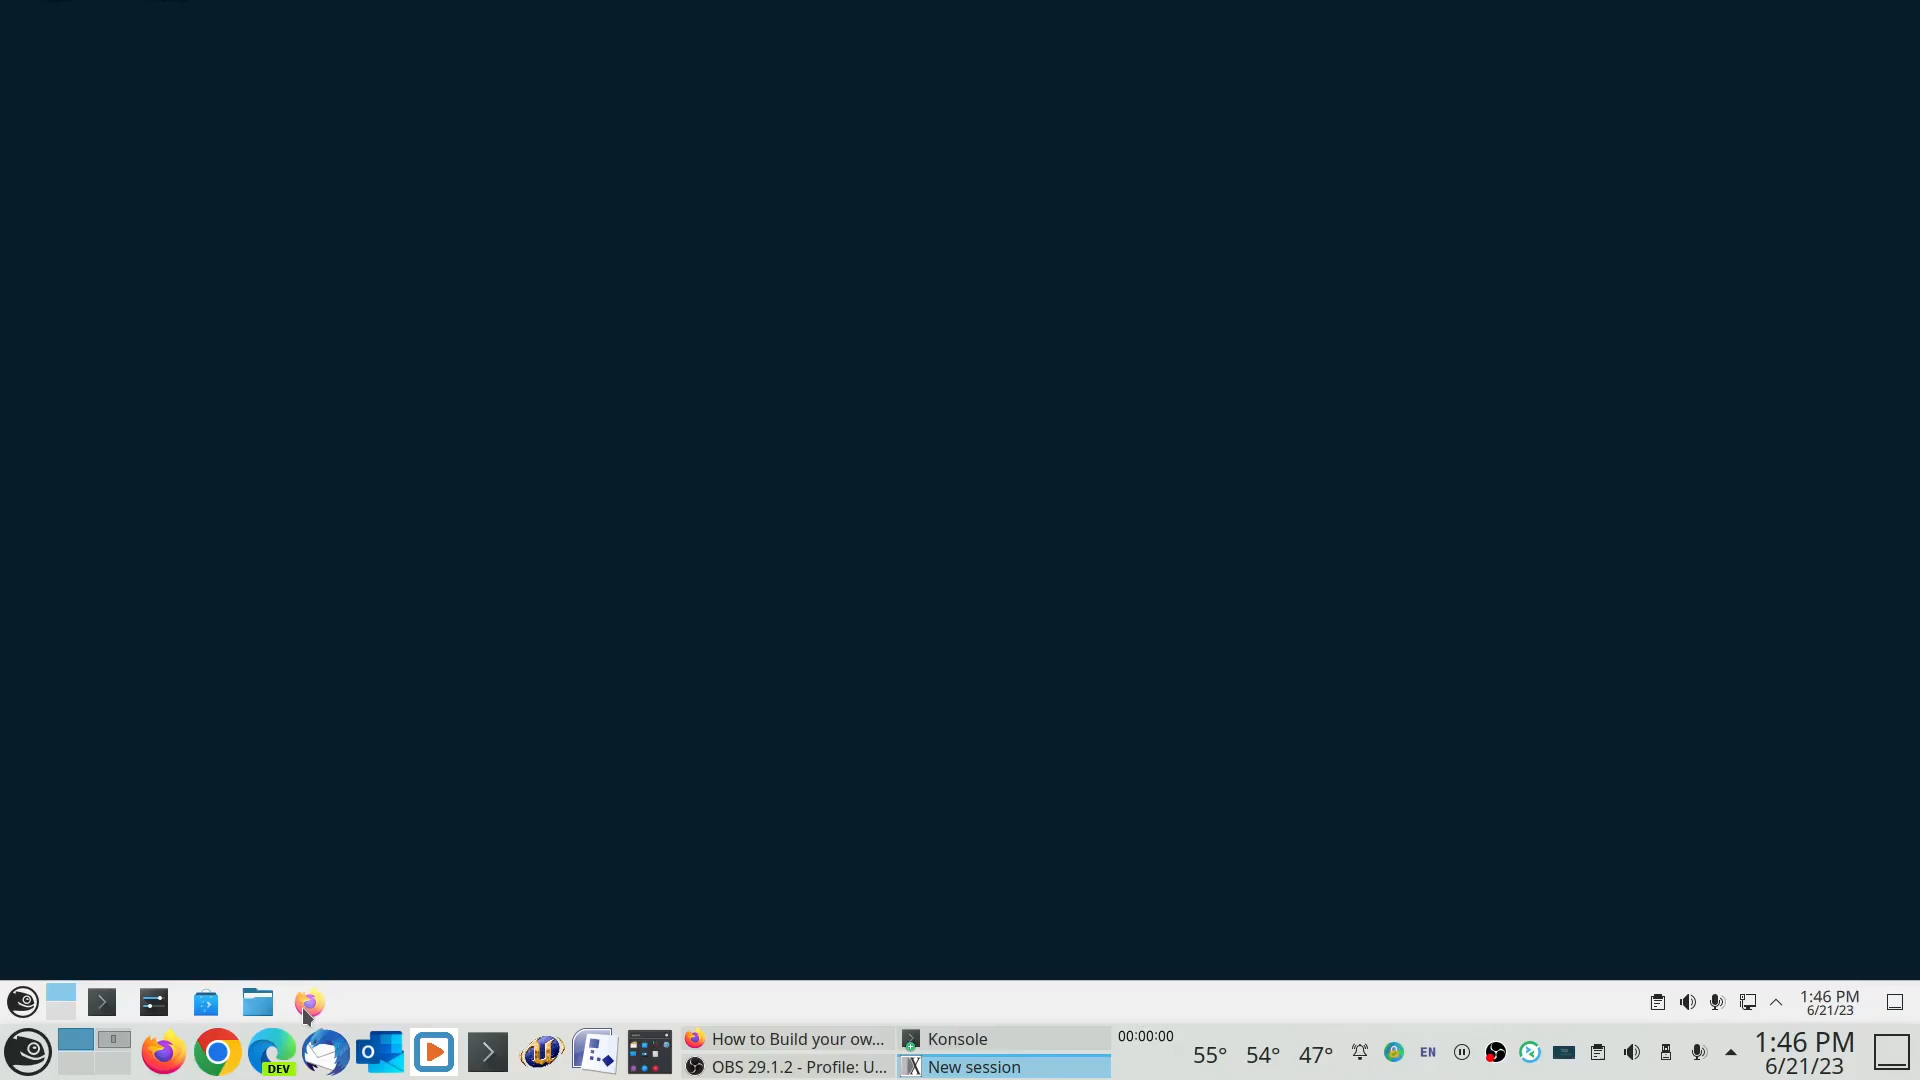 1:46 PM
6/21/23
DEV
How to Build your ow...
Konsole
OBS 29.1.2 - Profile: U...
New session
00:00:00
55° 54° 47°
EN
1:46 PM
6/21/23